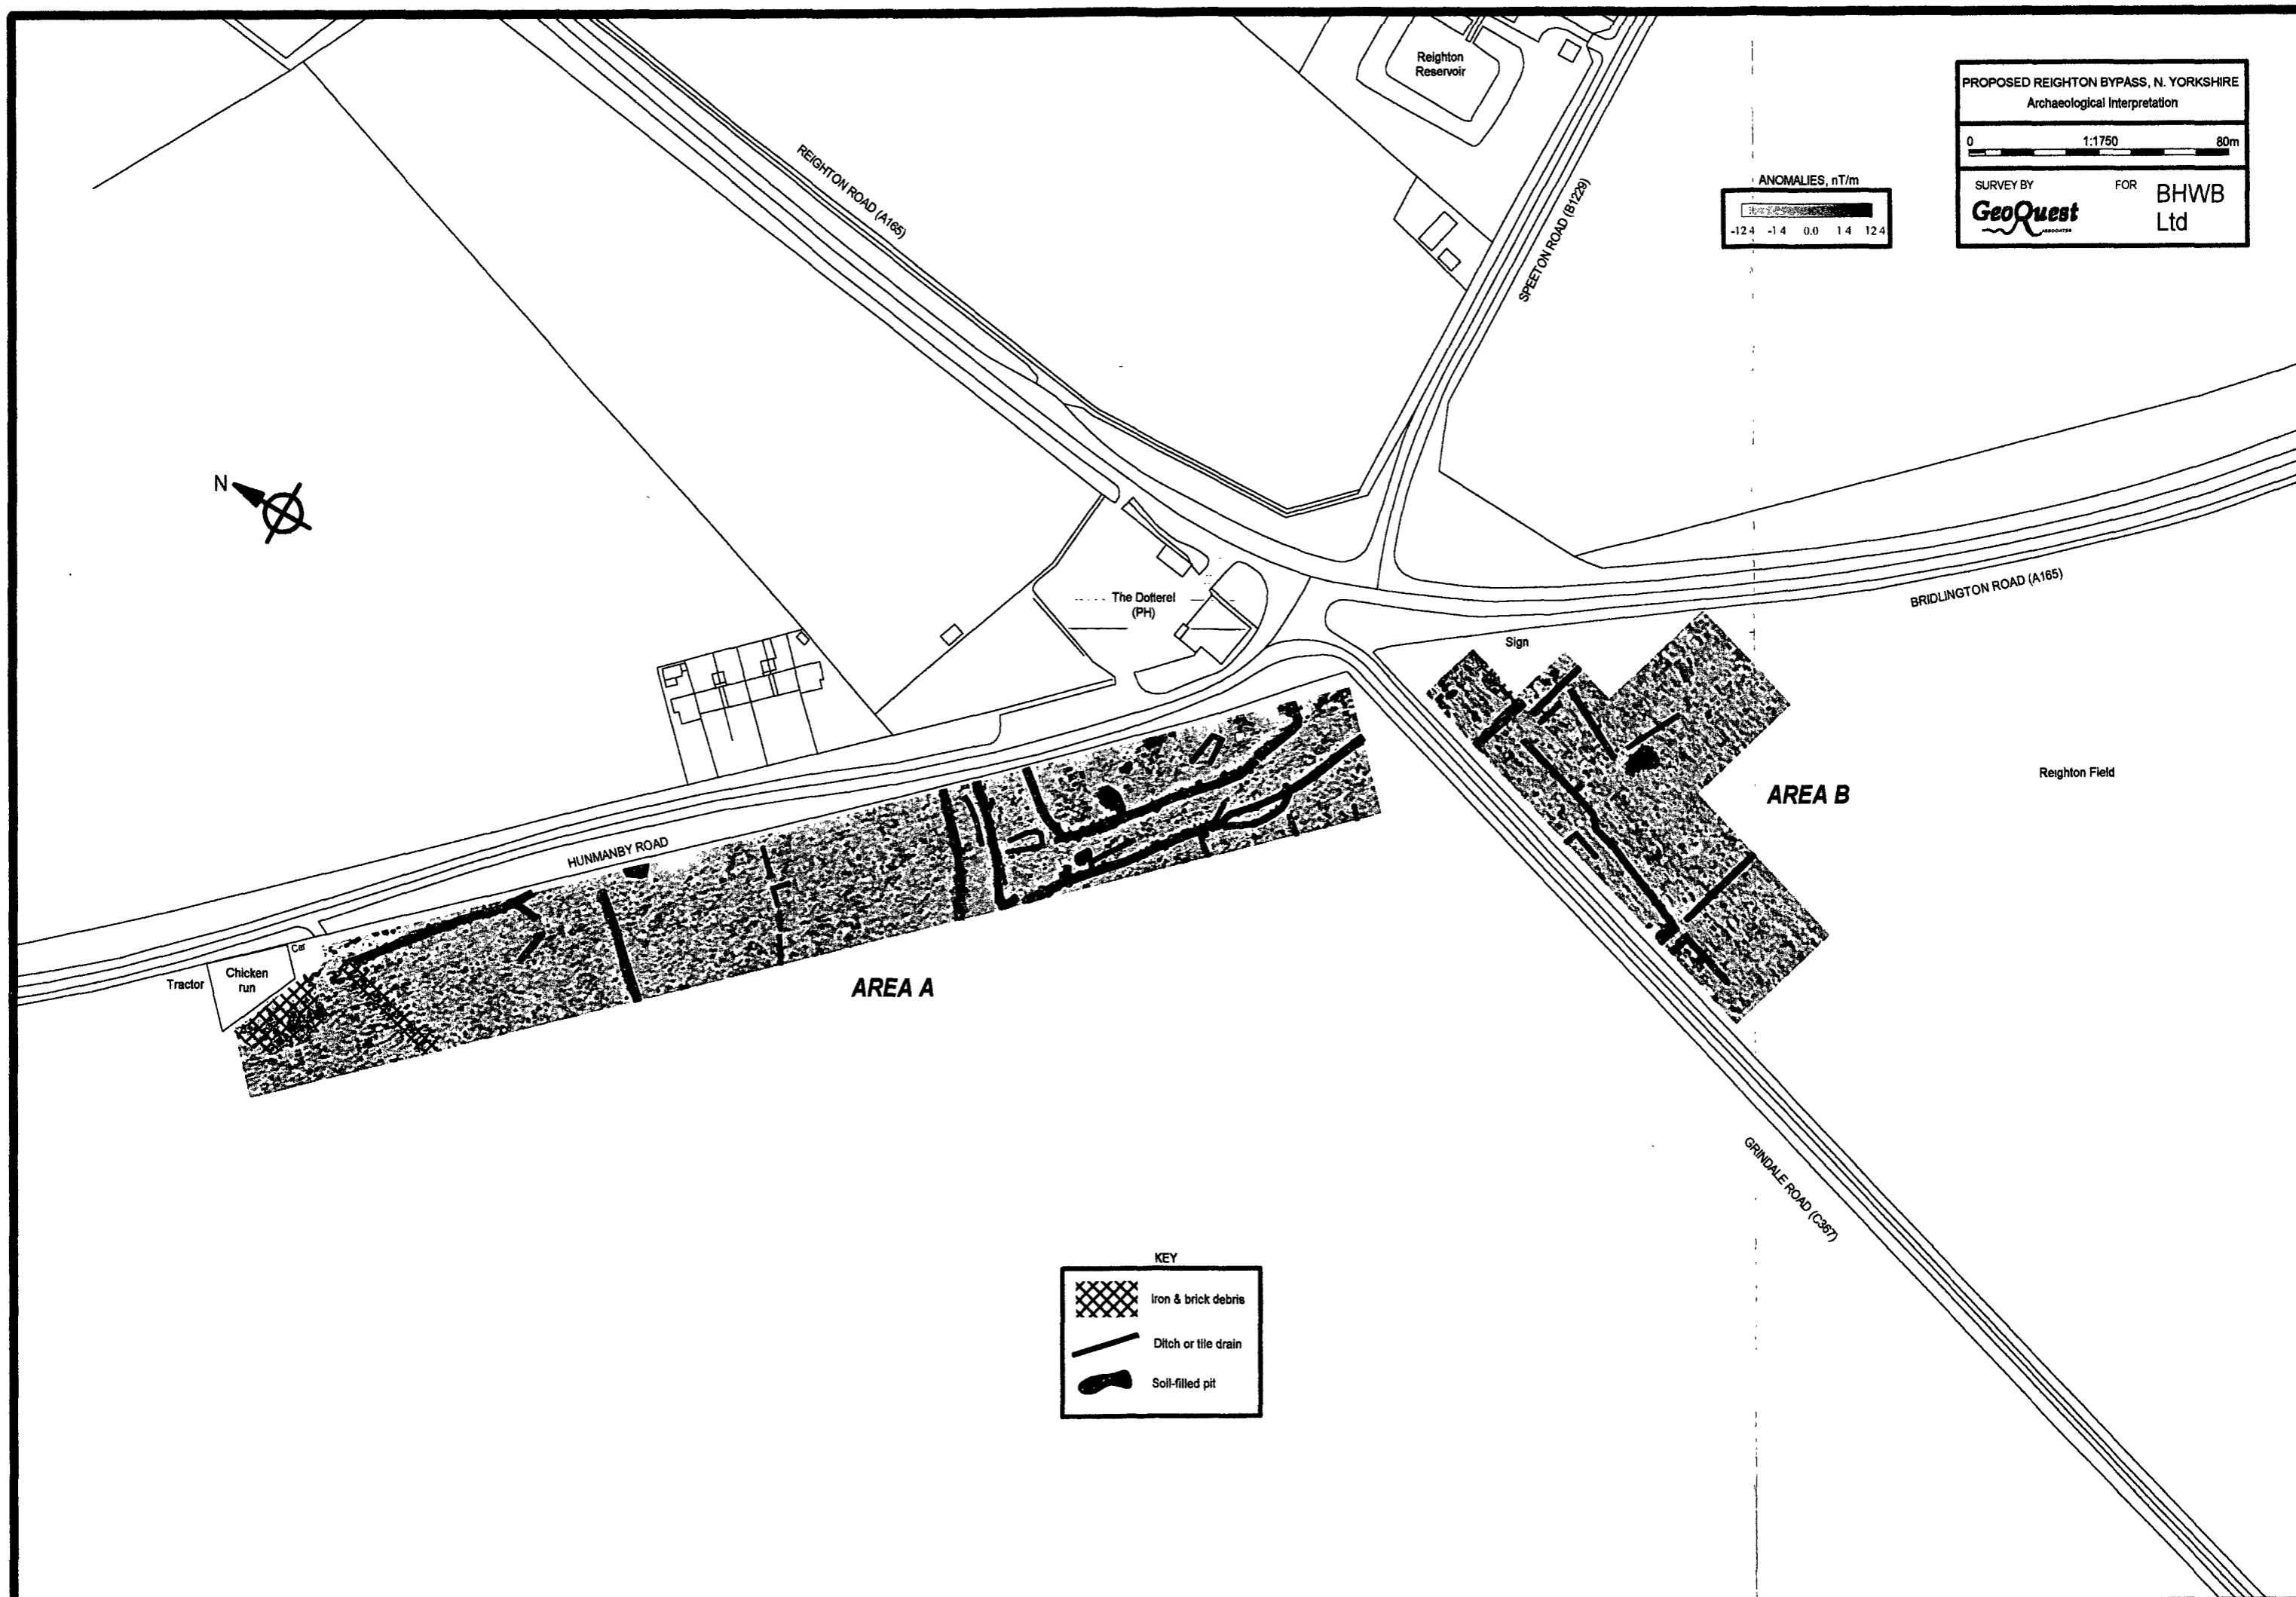 Reighton
Reservoir
PROPOSED REIGHTON BYPASS, N. YORKSHIRE
Archaeological Interpretation
0 1:1750 80m
SURVEY BY
GeoQuest
ASSOCIATES
FOR
BHWB
Ltd
ANOMALIES, nT/m
-12 4 -1 4 0.0 1 4 12 4
REIGHTON ROAD (A165)
SPEETON ROAD (B1229)
N
The Dotterel
(PH)
BRIDLINGTON ROAD (A165)
Sign
Reighton Field
AREA B
HUNMANBY ROAD
Car
Chicken
run
Tractor
AREA A
GRINDALE ROAD (C367)
KEY
Iron & brick debris
Ditch or tile drain
Soil-filled pit